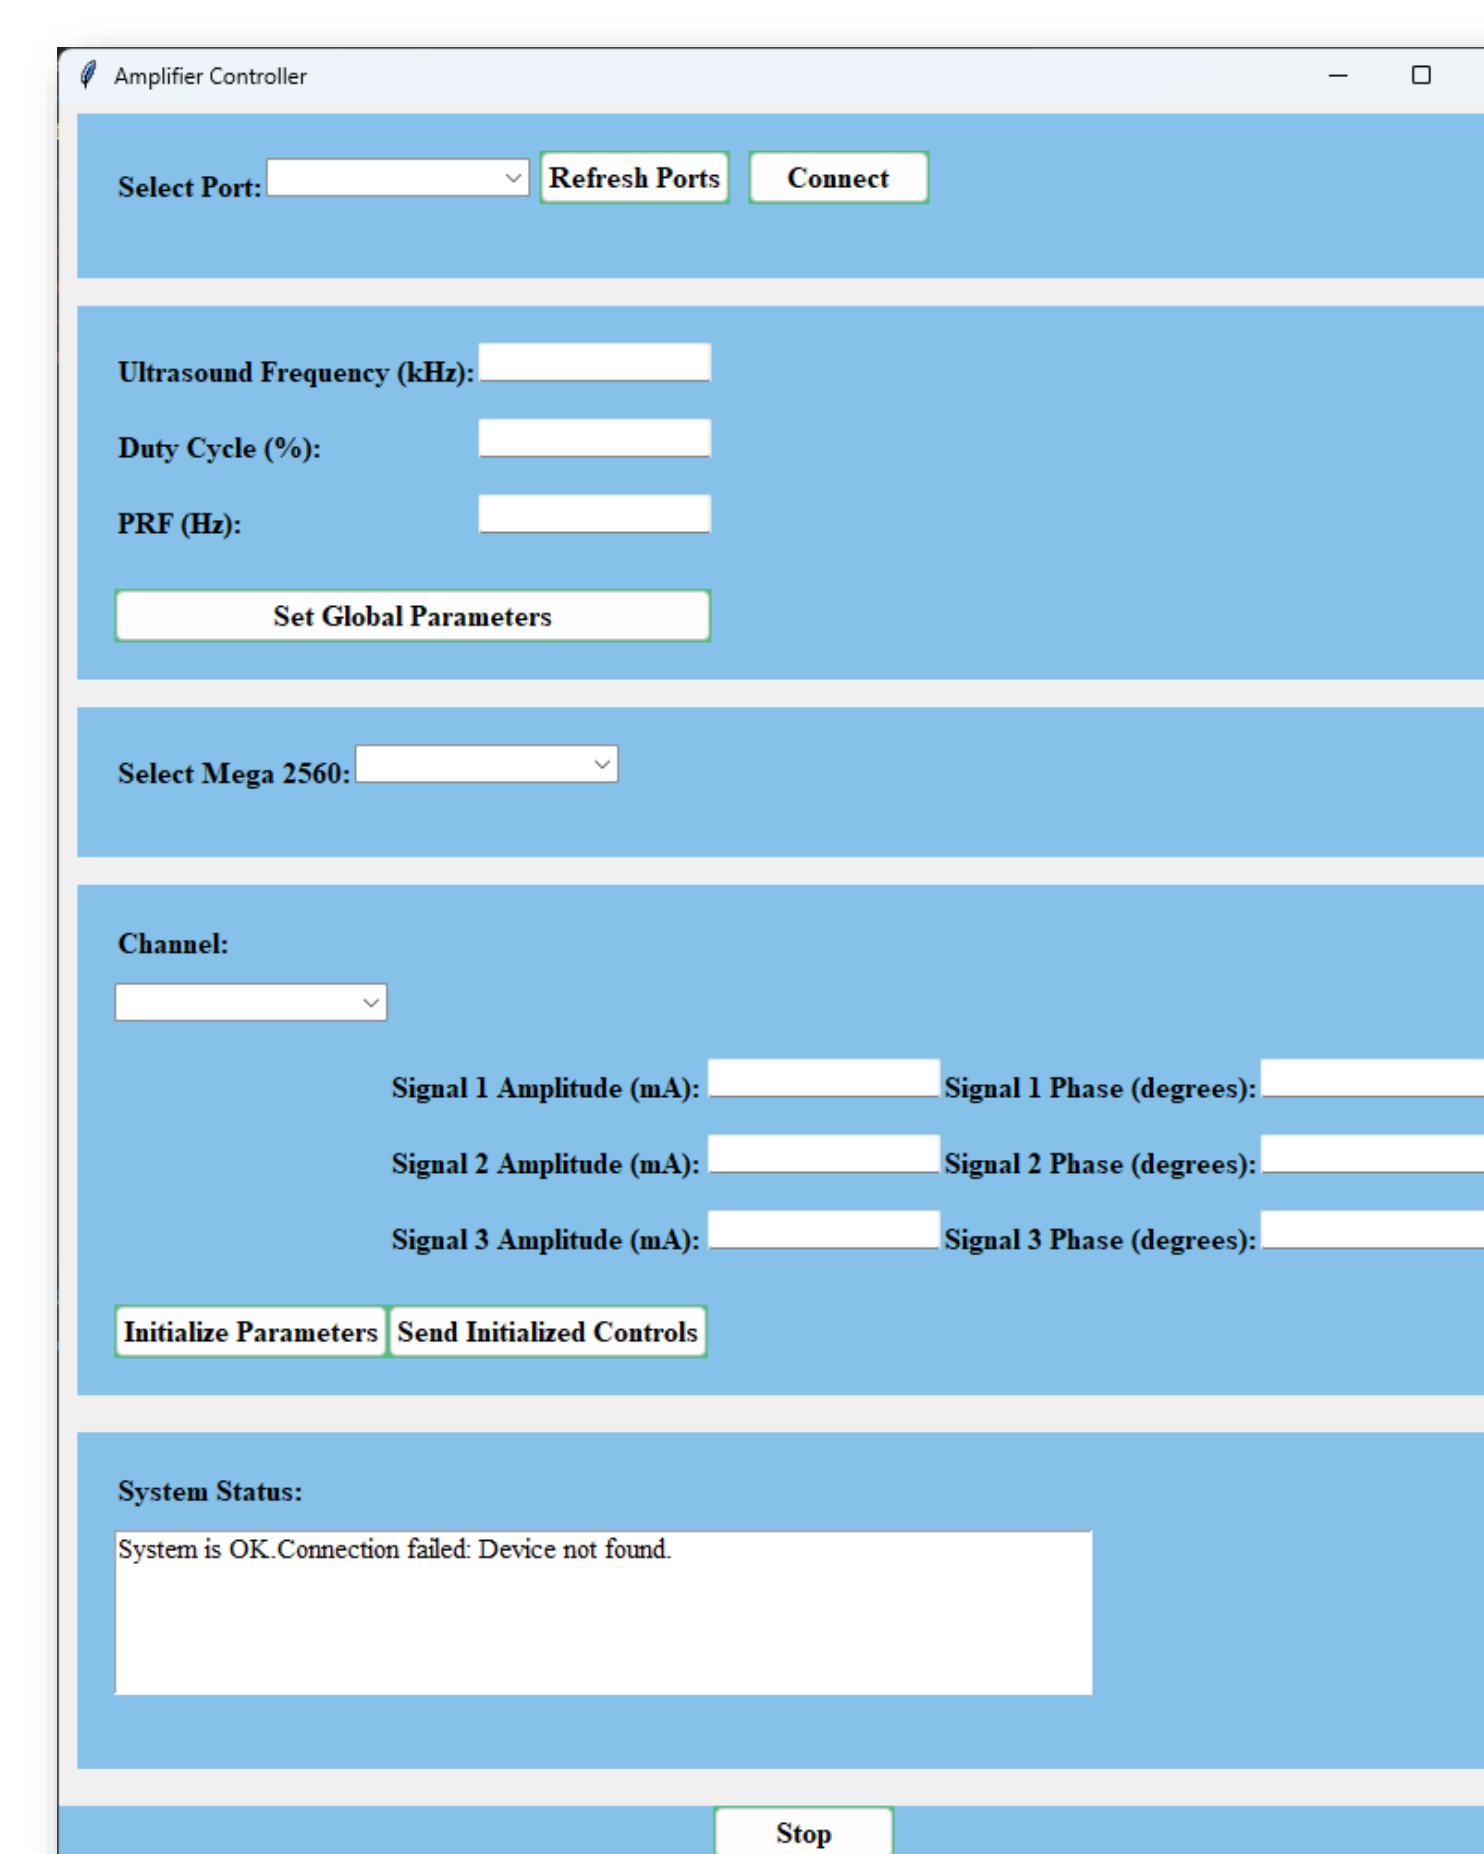 Amplifier Controller
Select Port: Refresh Ports Connect
Ultrasound Frequency (kHz):
Duty Cycle (%):
PRF (Hz):
Set Global Parameters
Select Mega 2560:
Channel:
Signal 1 Amplitude (mA): Signal 1 Phase (degrees):
Signal 2 Amplitude (mA): Signal 2 Phase (degrees):
Signal 3 Amplitude (mA): Signal 3 Phase (degrees):
Initialize Parameters Send Initialized Controls
System Status:
System is OK.Connection failed: Device not found.
Stop